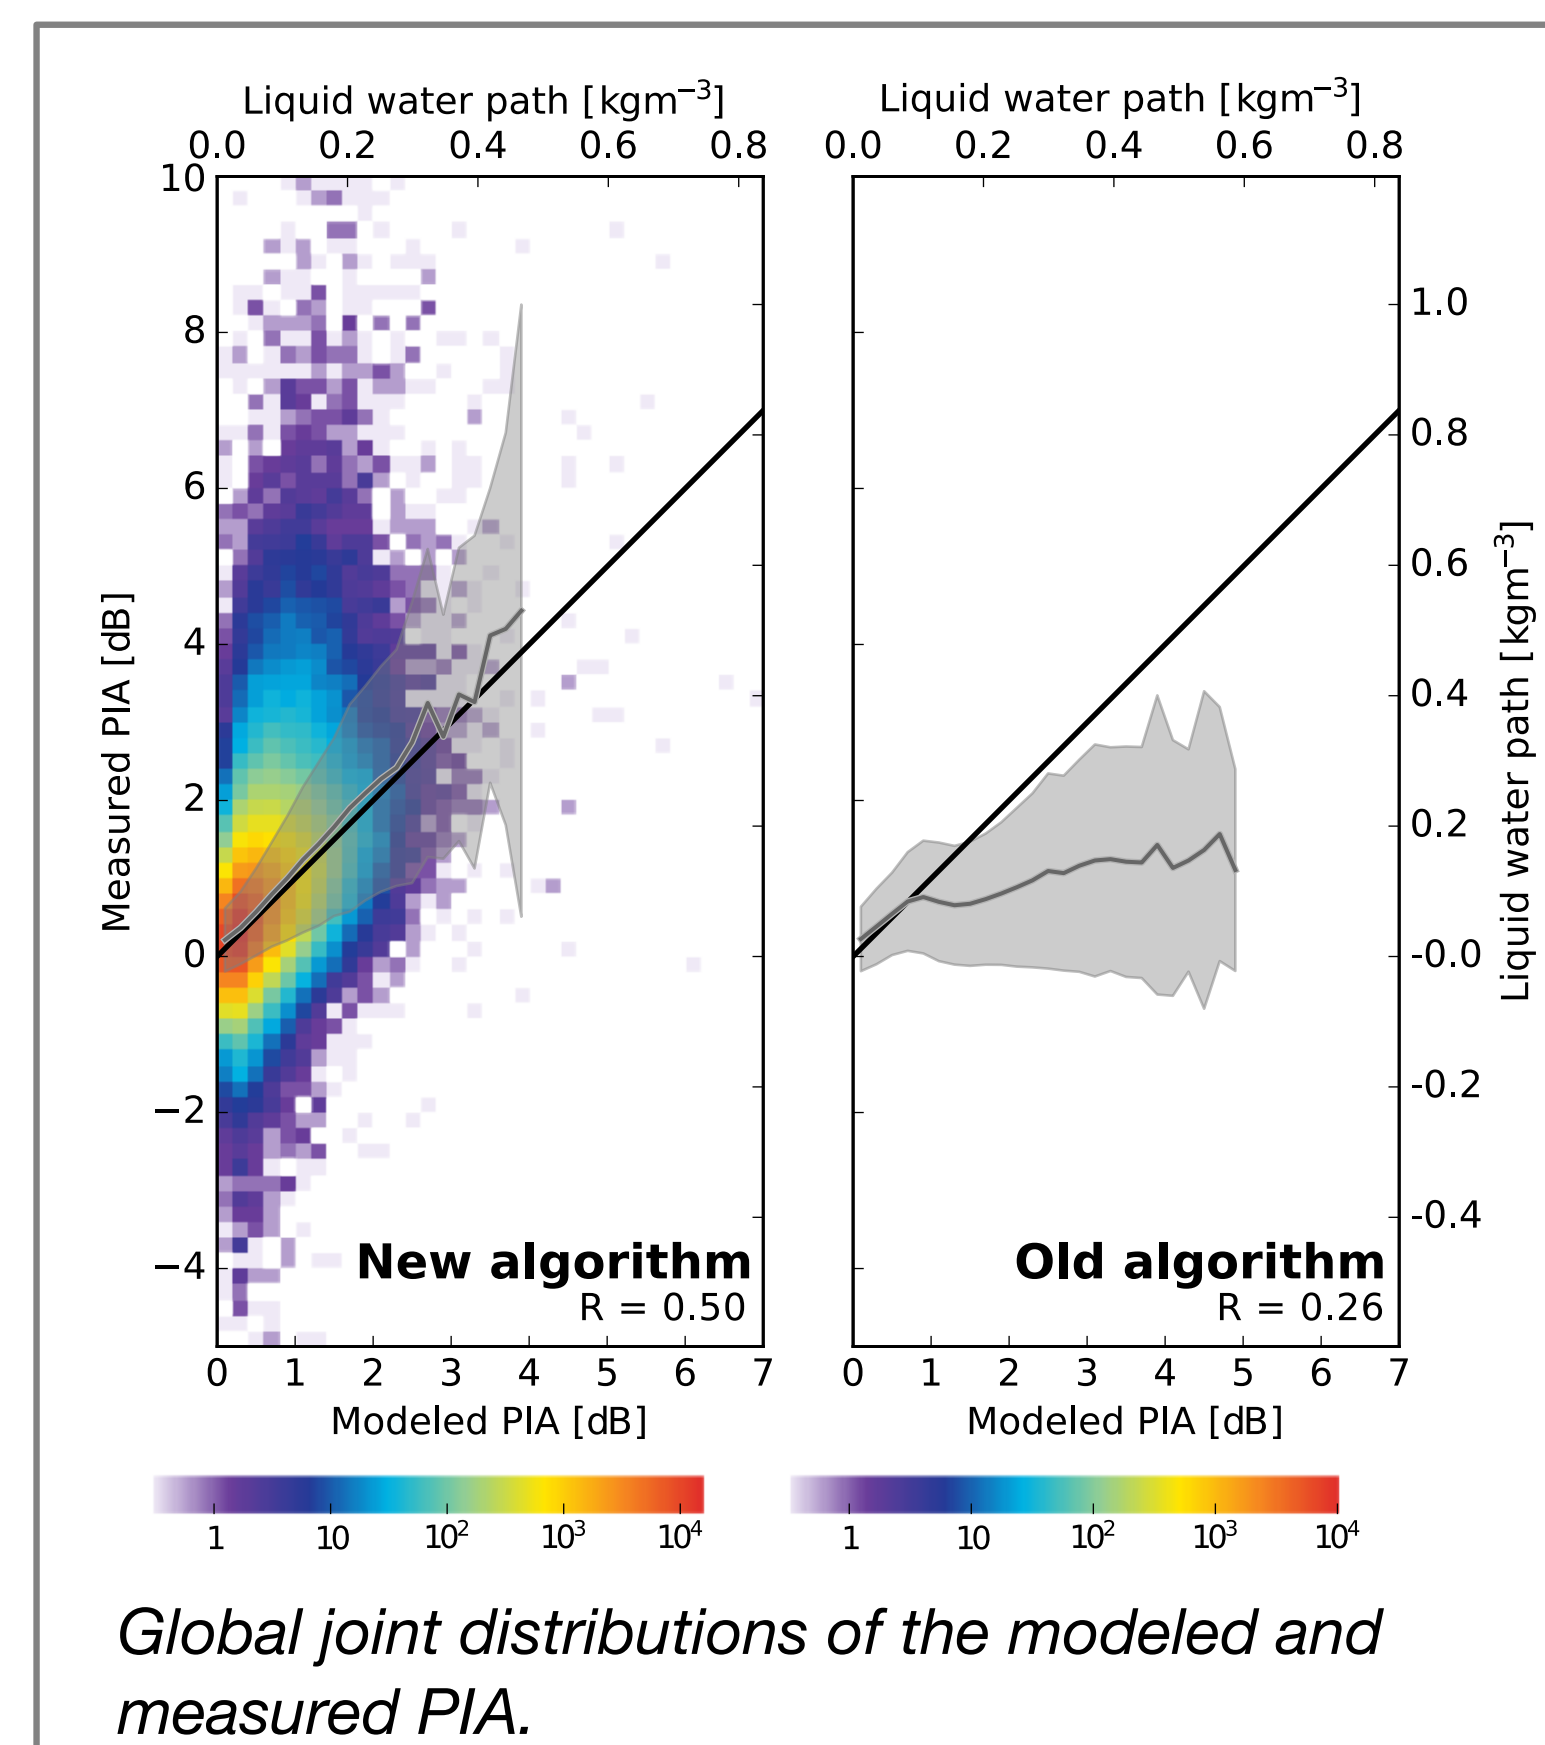 Liquid water path [kgm⁻³]
0.0 0.2 0.4 0.6 0.8
Liquid water path [kgm⁻³]
0.0 0.2 0.4 0.6 0.8
Measured PIA [dB]
10
8
6
4
2
0
−2
−4
New algorithm
R = 0.50
0 1 2 3 4 5 6 7
Modeled PIA [dB]
Old algorithm
R = 0.26
0 1 2 3 4 5 6 7
Modeled PIA [dB]
1.0
0.8
0.6
0.4
0.2
-0.0
-0.2
-0.4
Liquid water path [kgm⁻³]
1 10 10² 10³ 10⁴
1 10 10² 10³ 10⁴
Global joint distributions of the modeled and
measured PIA.